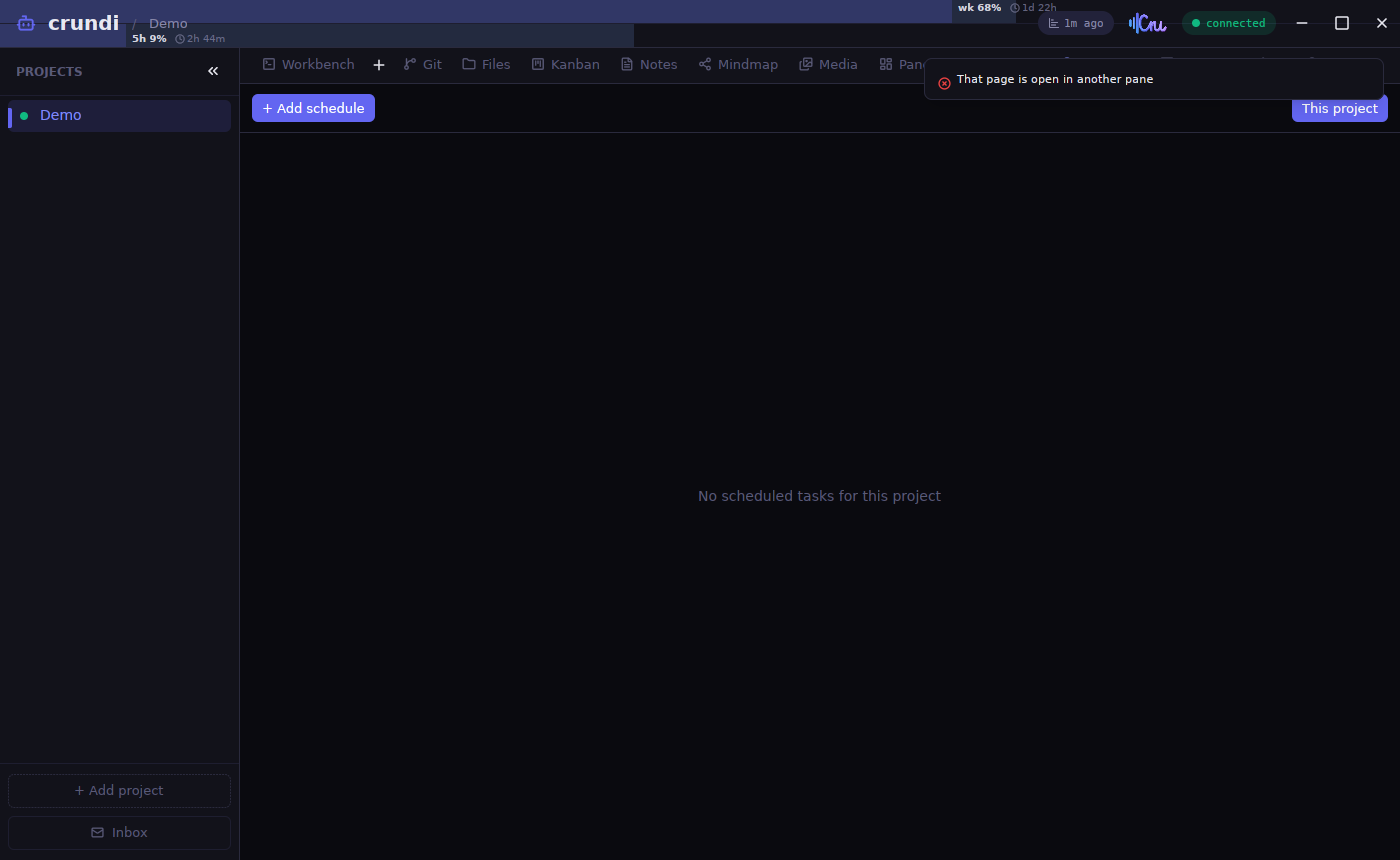 crundi / Demo
wk 68% 1d 22h
5h 9% 2h 44m
1m ago
Cru
connected
PROJECTS
Workbench
Git
Files
Kanban
Notes
Mindmap
Media
That page is open in another pane
Demo
+ Add schedule
This project
No scheduled tasks for this project
+ Add project
Inbox